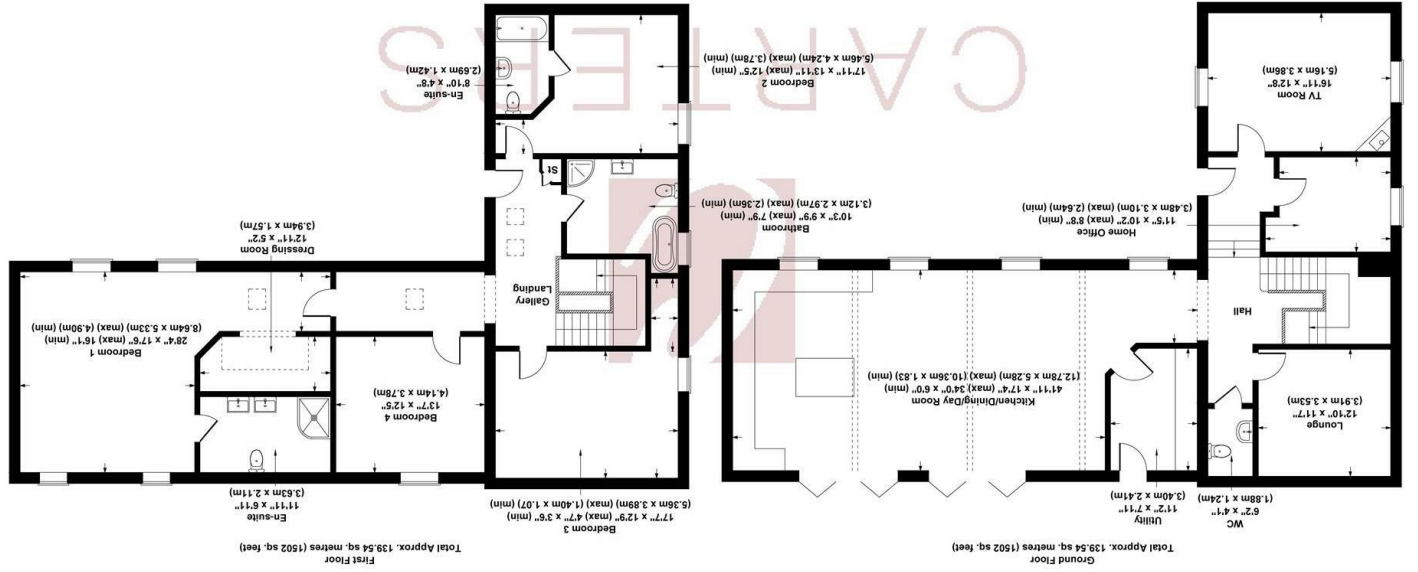 Ground Floor
Total Approx. 139.54 sq. metres (1502 sq. feet)
WC
6'2" x 4'1"
(1.88m x 1.24m)
Utility
11'2" x 7'11"
(3.40m x 2.41m)
Lounge
12'10" x 11'7"
(3.91m x 3.53m)
Kitchen/Dining/Day Room
41'11" x 17'4" (max) 34'0" x 6'0" (min)
(12.78m x 5.28m) (max) (10.36m x 1.83) (min)
Hall
Home Office
11'5" x 10'2" (max) 8'8" (min)
(3.48m x 3.10m) (max) (2.64m) (min)
TV Room
16'11" x 12'8"
(5.16m x 3.86m)
First Floor
Total Approx. 139.54 sq. metres (1502 sq. feet)
Bedroom 3
17'7" x 12'9" (max) 4'7" x 3'6" (min)
(5.36m x 3.89m) (max) (1.40m x 1.07) (min)
En-suite
11'11" x 6'11"
(3.63m x 2.11m)
Bedroom 4
13'7" x 12'5"
(4.14m x 3.78m)
Bedroom 1
28'4" x 17'6" (max) 16'1" (min)
(8.64m x 5.33m) (max) (4.90m) (min)
Gallery
Landing
Dressing Room
12'11" x 5'2"
(3.94m x 1.57m)
Bathroom
10'3" x 9'9" (max) 7'9" (min)
(3.12m x 2.97m) (max) (2.36m) (min)
St
Bedroom 2
17'11" x 13'11" (max) 12'5" (min)
(5.46m x 4.24m) (max) (3.78m) (min)
En-suite
8'10" x 4'8"
(2.69m x 1.42m)
CARTERS